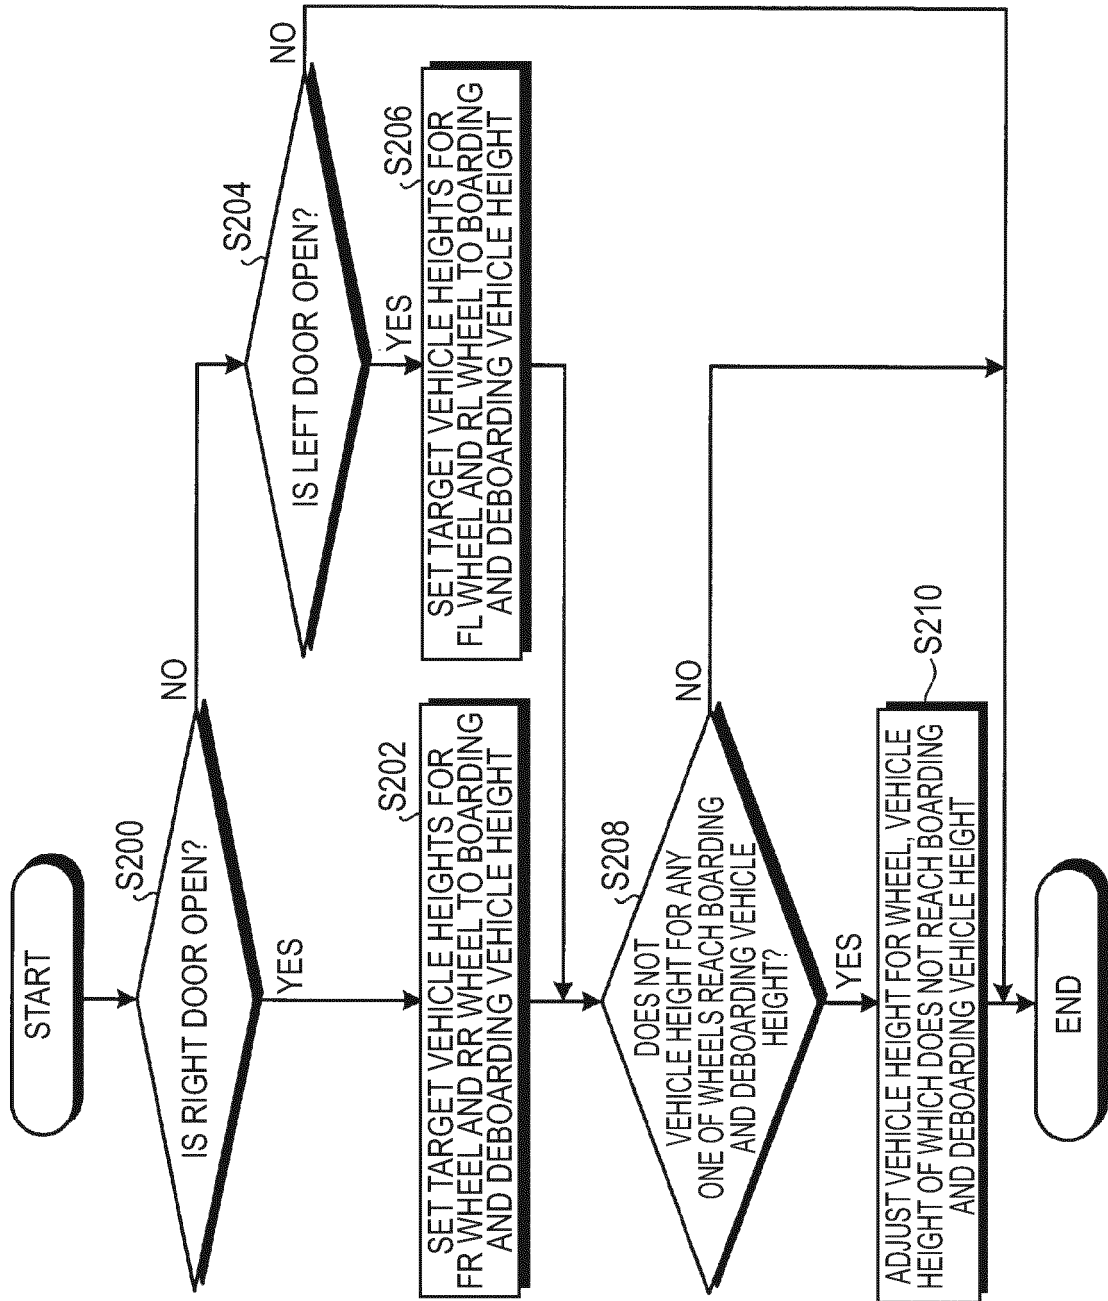 START
S200
IS RIGHT DOOR OPEN?
NO
YES
S202
SET TARGET VEHICLE HEIGHTS FOR
FR WHEEL AND RR WHEEL TO BOARDING
AND DEBOARDING VEHICLE HEIGHT
S204
IS LEFT DOOR OPEN?
NO
YES
S206
SET TARGET VEHICLE HEIGHTS FOR
FL WHEEL AND RL WHEEL TO BOARDING
AND DEBOARDING VEHICLE HEIGHT
S208
DOES NOT
VEHICLE HEIGHT FOR ANY
ONE OF WHEELS REACH BOARDING
AND DEBOARDING VEHICLE
HEIGHT?
NO
YES
S210
ADJUST VEHICLE HEIGHT FOR WHEEL, VEHICLE
HEIGHT OF WHICH DOES NOT REACH BOARDING
AND DEBOARDING VEHICLE HEIGHT
END